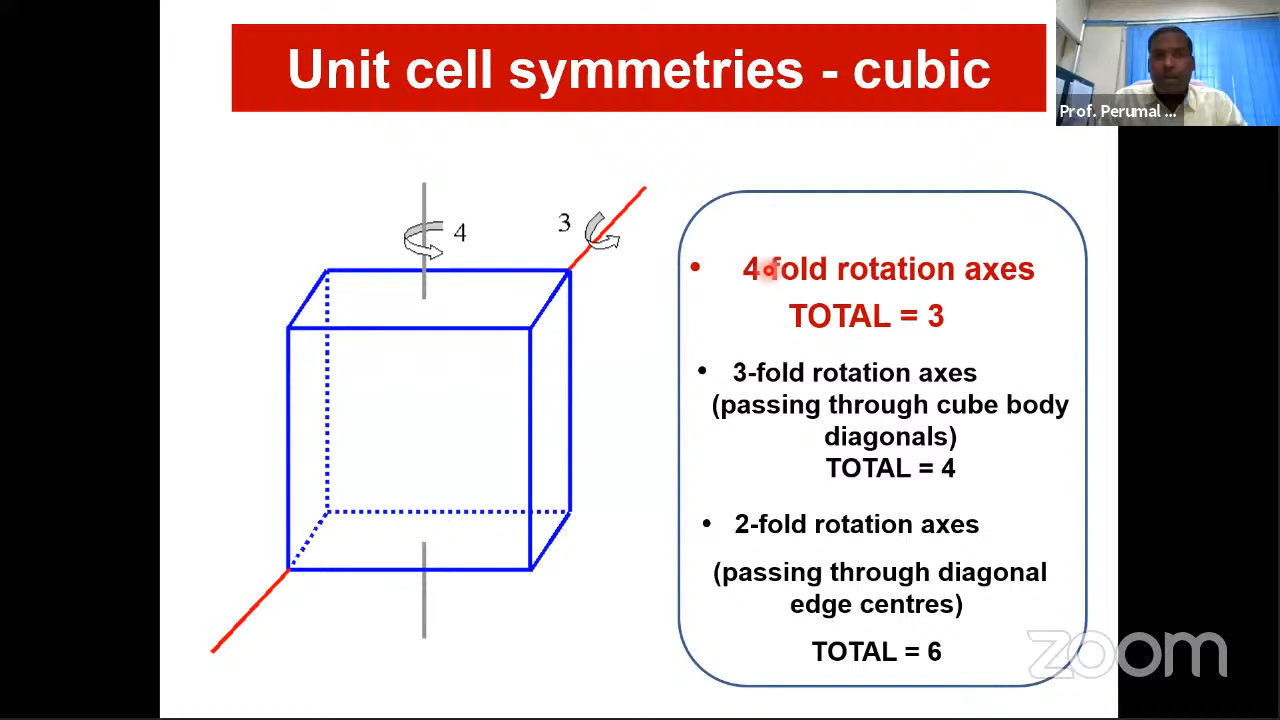 Unit cell symmetries - cubic
Prof. Perumal ...
4
3
• 4-fold rotation axes
TOTAL = 3
• 3-fold rotation axes
(passing through cube body
diagonals)
TOTAL = 4
• 2-fold rotation axes
(passing through diagonal
edge centres)
TOTAL = 6
zoom